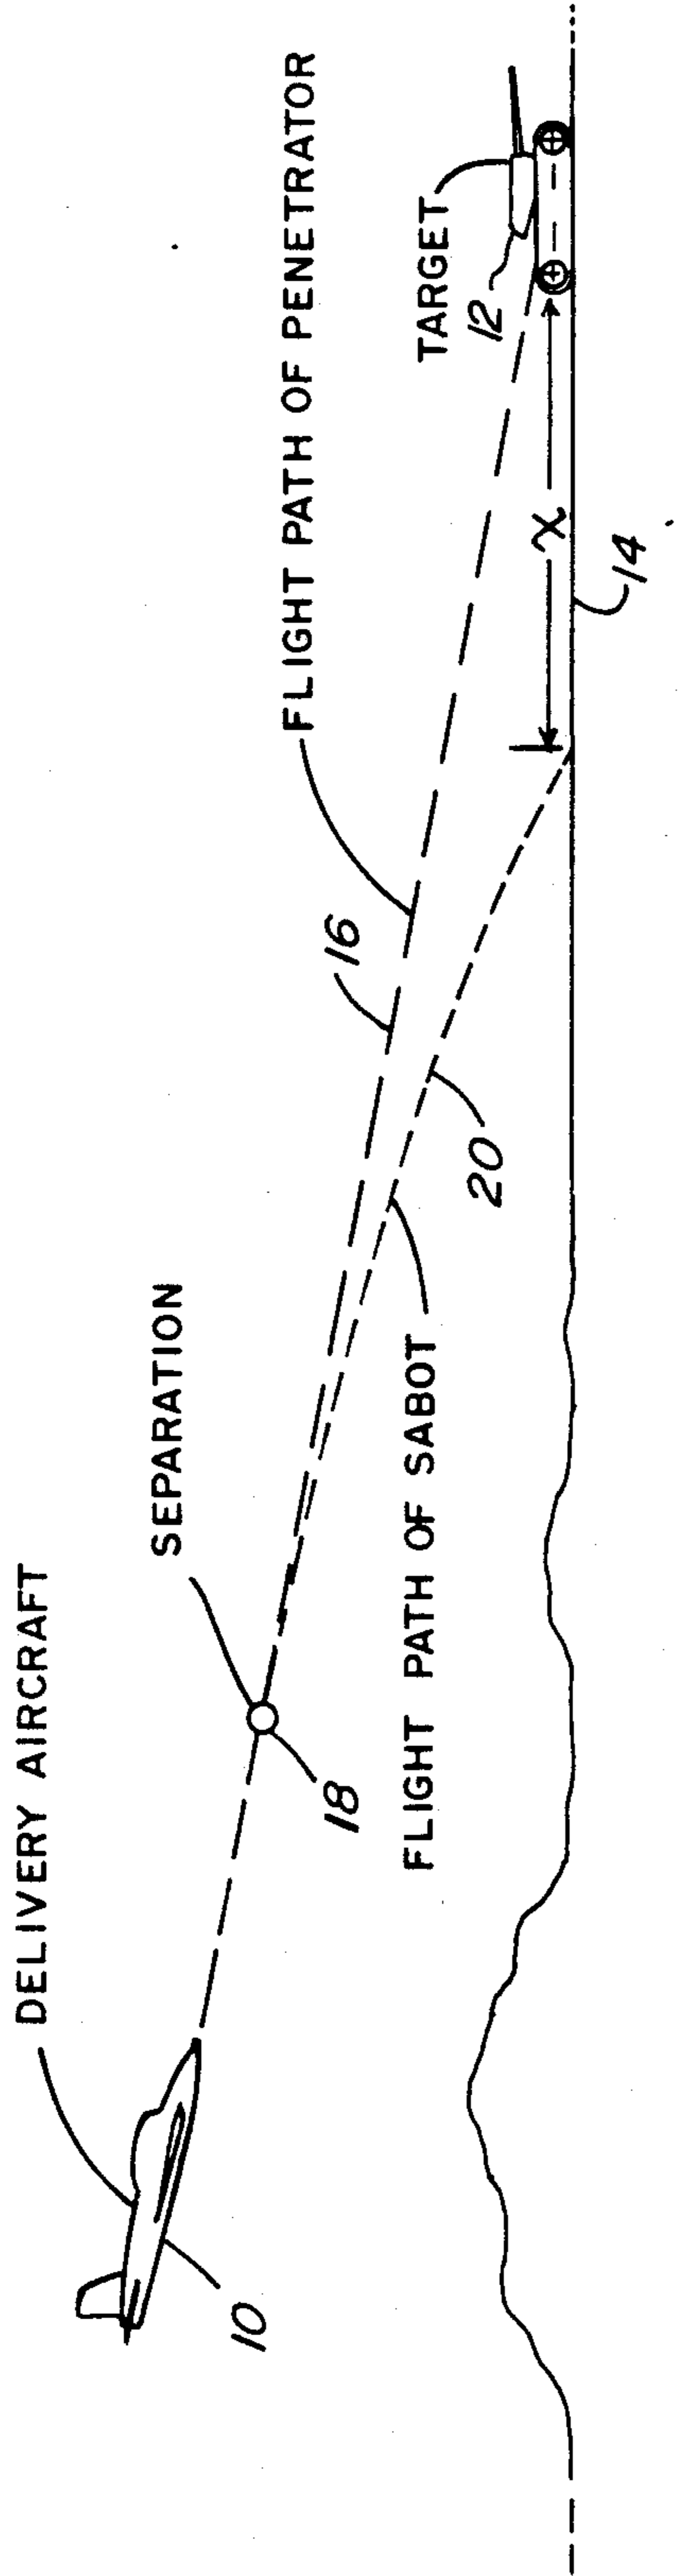 DELIVERY AIRCRAFT
10
SEPARATION
18
FLIGHT PATH OF SABOT
20
16
FLIGHT PATH OF PENETRATOR
TARGET
12
x
14